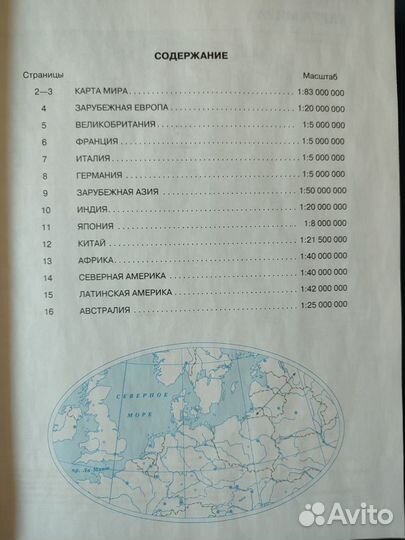 СОДЕРЖАНИЕ
Страницы Масштаб
2—3 КАРТА МИРА 1:83 000 000
4 ЗАРУБЕЖНАЯ ЕВРОПА 1:20 000 000
5 ВЕЛИКОБРИТАНИЯ 1:5 000 000
6 ФРАНЦИЯ 1:5 000 000
7 ИТАЛИЯ 1:5 000 000
8 ГЕРМАНИЯ 1:5 000 000
9 ЗАРУБЕЖНАЯ АЗИЯ 1:50 000 000
10 ИНДИЯ 1:20 000 000
11 ЯПОНИЯ 1:8 000 000
12 КИТАЙ 1:21 500 000
13 АФРИКА 1:40 000 000
14 СЕВЕРНАЯ АМЕРИКА 1:40 000 000
15 ЛАТИНСКАЯ АМЕРИКА 1:42 000 000
16 АВСТРАЛИЯ 1:25 000 000
СЕВЕРНОЕ
МОРЕ
пр. Ла-Манш
Avito